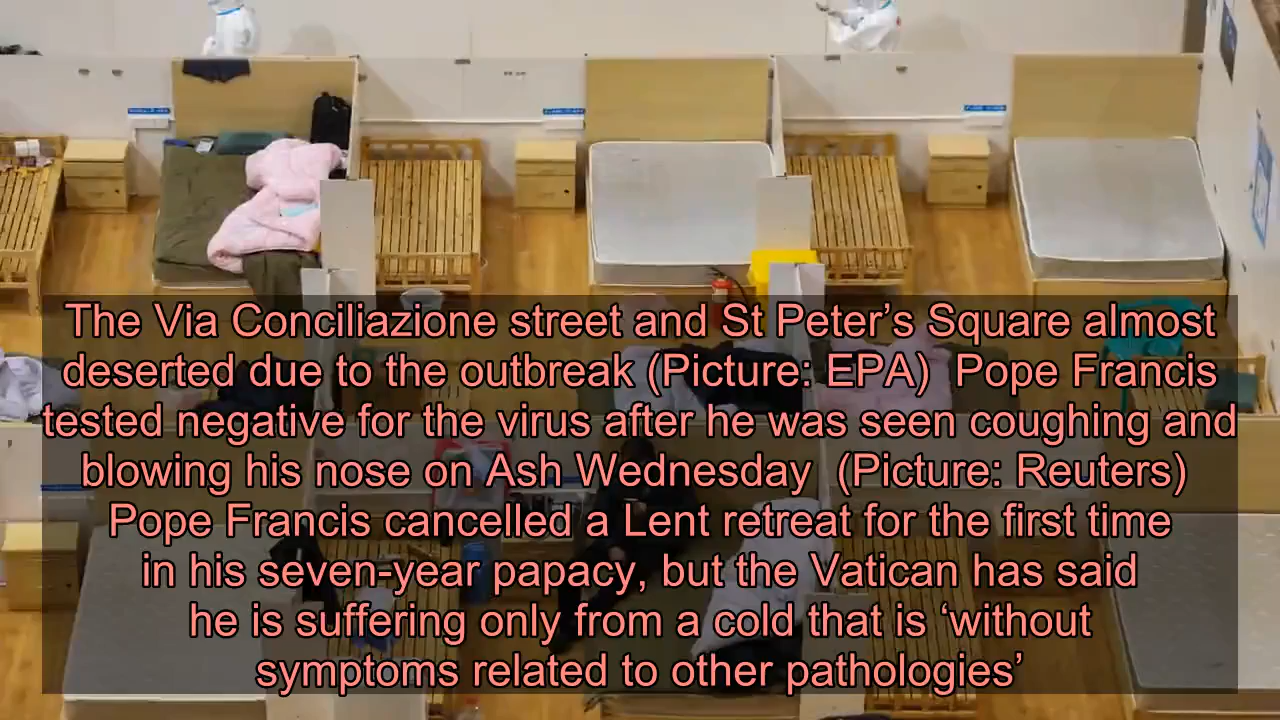 The Via Conciliazione street and St Peter’s Square almost
deserted due to the outbreak (Picture: EPA)  Pope Francis
tested negative for the virus after he was seen coughing and
blowing his nose on Ash Wednesday  (Picture: Reuters)
Pope Francis cancelled a Lent retreat for the first time
in his seven-year papacy, but the Vatican has said
he is suffering only from a cold that is ‘without
symptoms related to other pathologies’